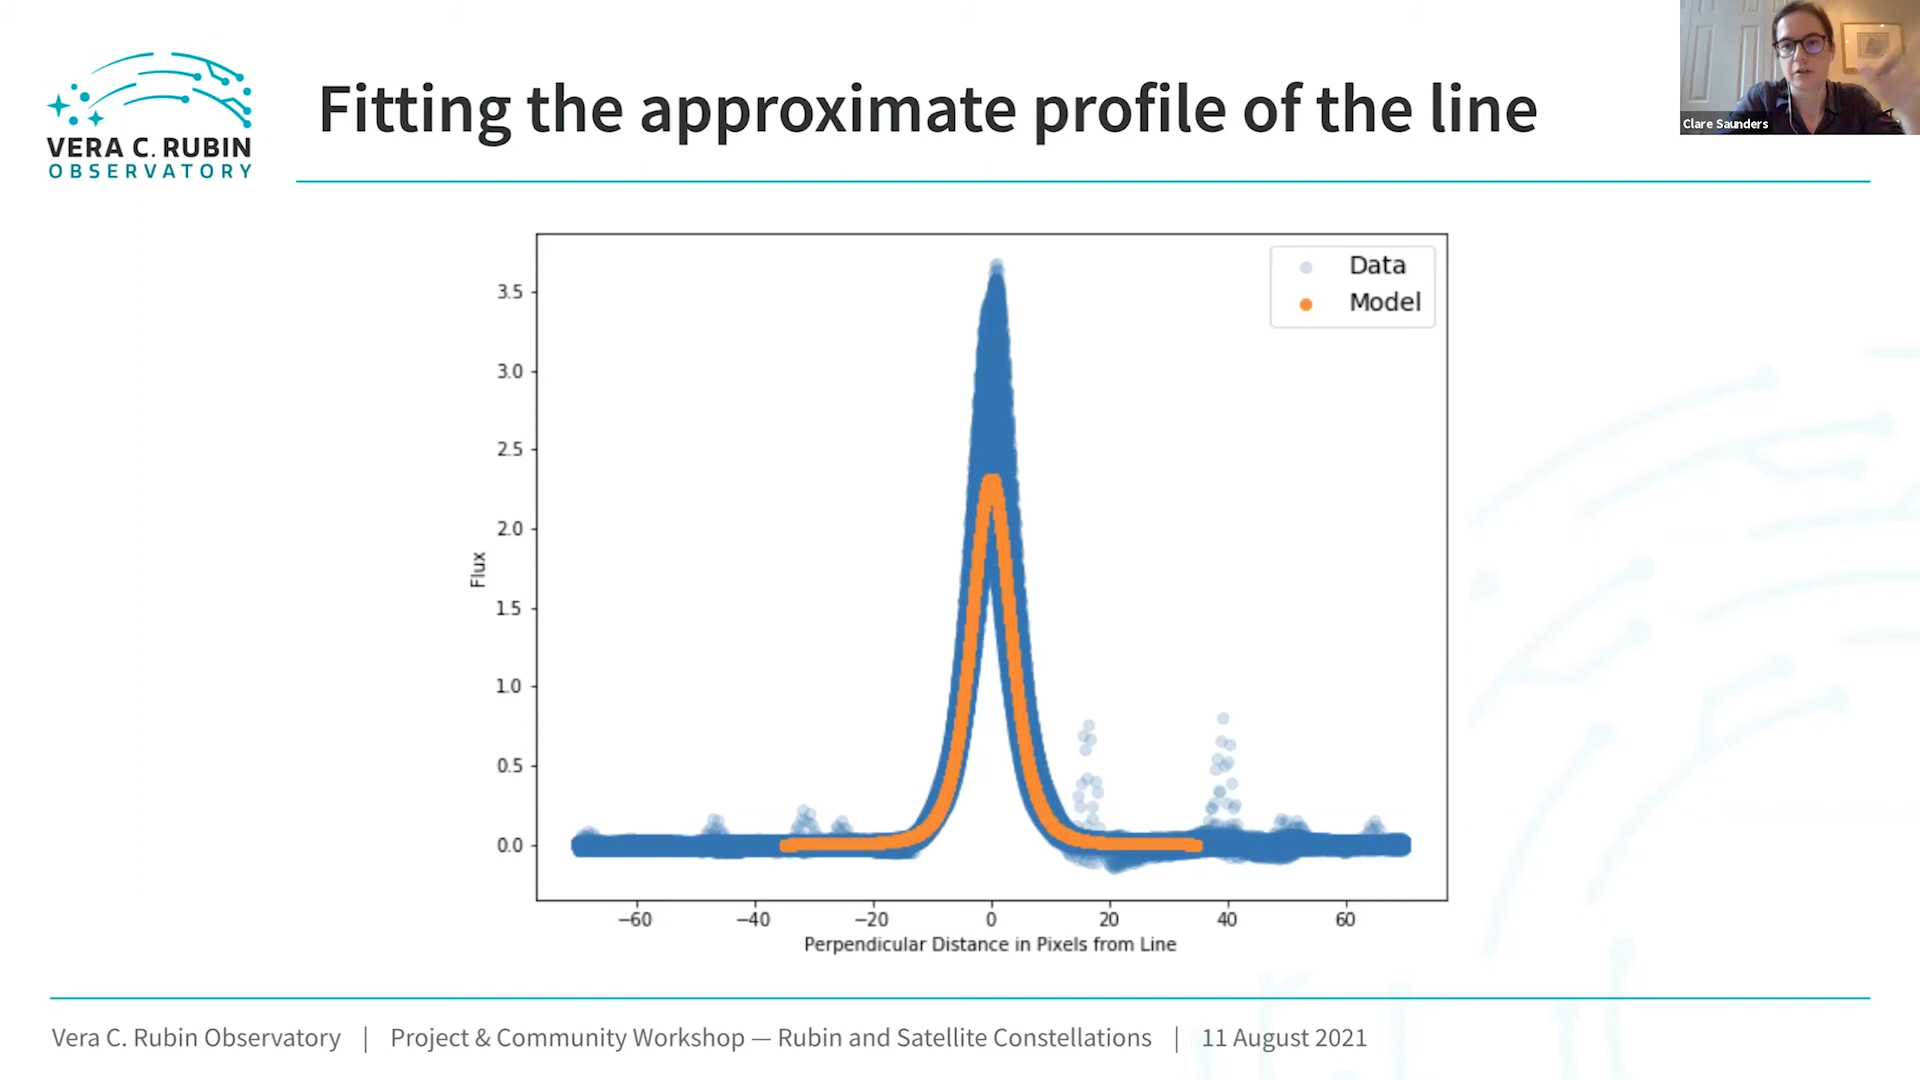 VERA C. RUBIN
OBSERVATORY
Fitting the approximate profile of the line
Clare Saunders
Data
Model
3.5
3.0
2.5
2.0
1.5
1.0
0.5
0.0
Flux
−60 −40 −20 0 20 40 60
Perpendicular Distance in Pixels from Line
Vera C. Rubin Observatory | Project & Community Workshop — Rubin and Satellite Constellations | 11 August 2021